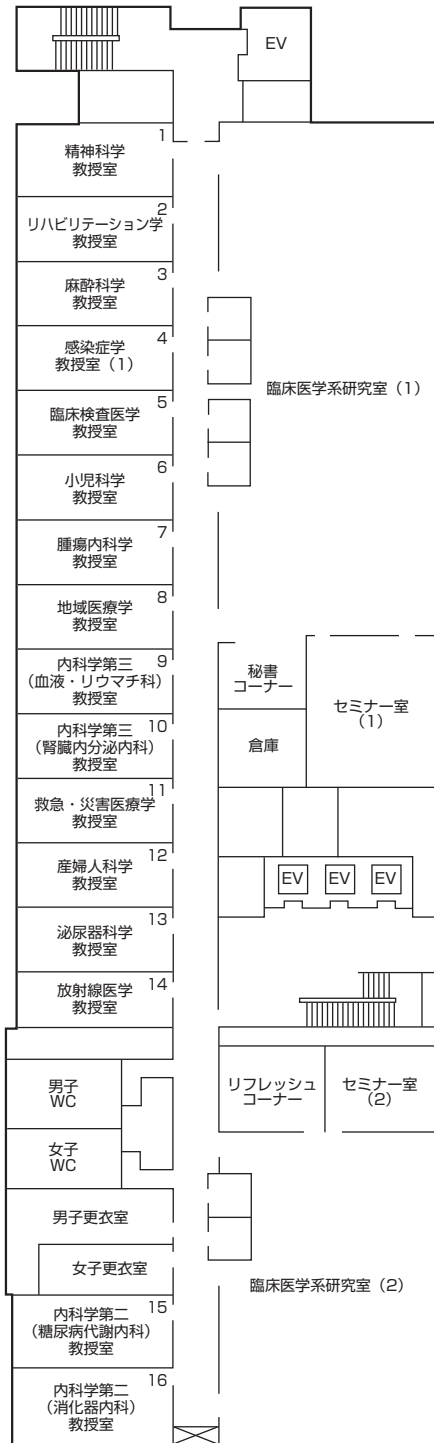 EV
1
精神科学
教授室
2
リハビリテーション学
教授室
3
麻酔科学
教授室
4
感染症学
教授室（1）
臨床医学系研究室（1）
5
臨床検査医学
教授室
6
小児科学
教授室
7
腫瘍内科学
教授室
8
地域医療学
教授室
9
内科学第三
（血液・リウマチ科）
教授室
秘書
コーナー
セミナー室
（1）
10
内科学第三
（腎臓内分泌内科）
教授室
倉庫
11
救急・災害医療学
教授室
12
産婦人科学
教授室
EV
EV
EV
13
泌尿器科学
教授室
14
放射線医学
教授室
男子
WC
リフレッシュ
コーナー
セミナー室
（2）
女子
WC
男子更衣室
女子更衣室
臨床医学系研究室（2）
15
内科学第二
（糖尿病代謝内科）
教授室
16
内科学第二
（消化器内科）
教授室